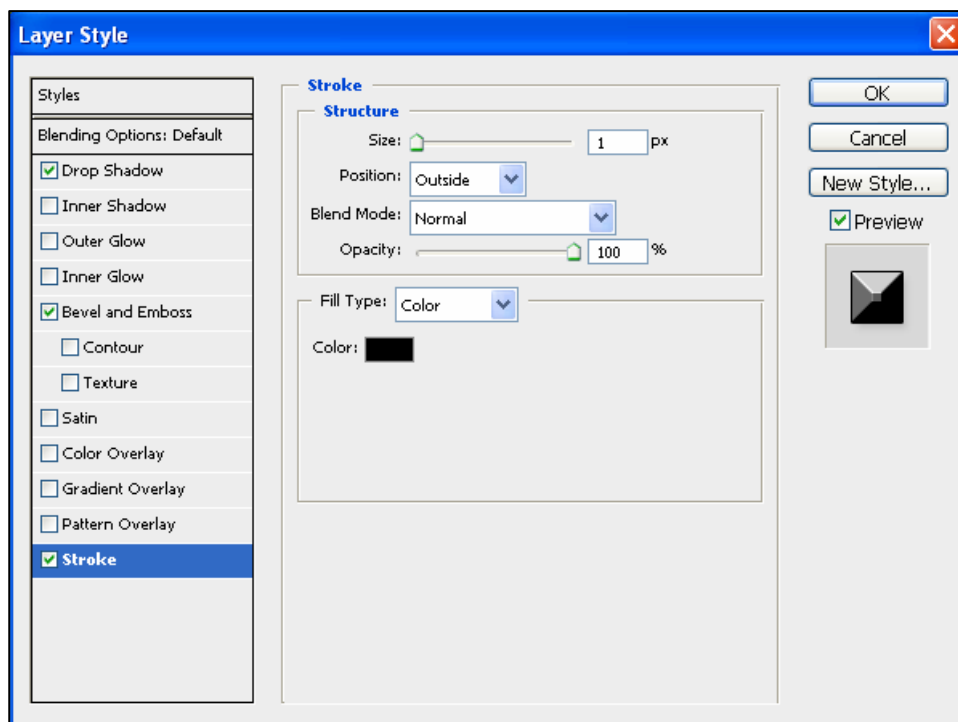 Layer Style
Styles
Blending Options: Default
Drop Shadow
Inner Shadow
Outer Glow
Inner Glow
Bevel and Emboss
Contour
Texture
Satin
Color Overlay
Gradient Overlay
Pattern Overlay
Stroke
Stroke
Structure
Size: 1 px
Position: Outside
Blend Mode: Normal
Opacity: 100 %
Fill Type: Color
Color:
OK
Cancel
New Style...
Preview